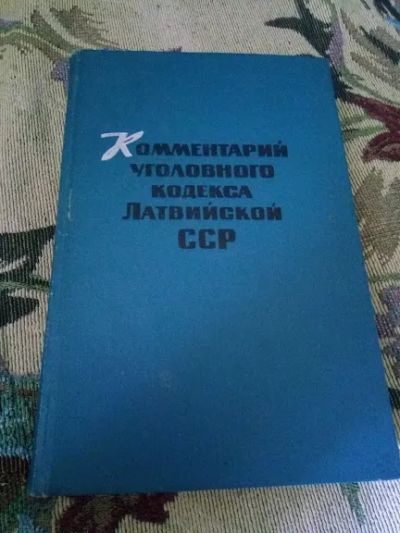 Комментарий
уголовного
кодекса
Латвийской
ССР